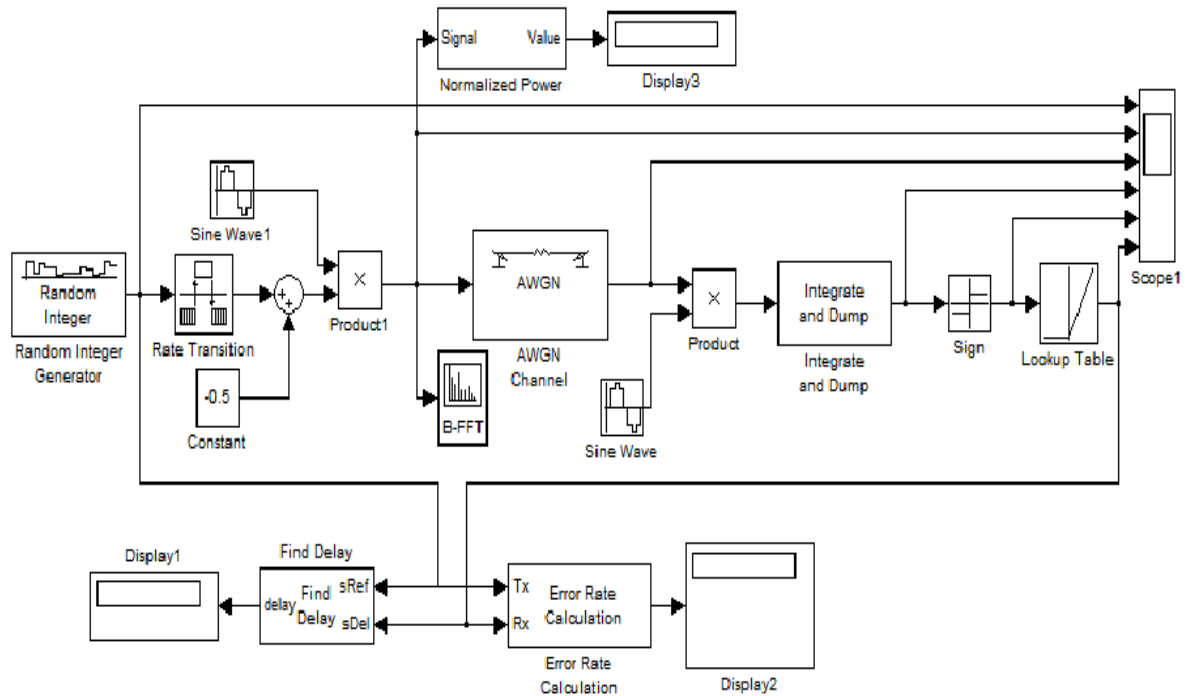 Signal Value
Normalized Power
Display3
Sine Wave1
Random
Integer
Random Integer
Generator
Rate Transition
-0.5
Constant
Product1
AWGN
AWGN
Channel
B-FFT
Sine Wave
Product
Integrate
and Dump
Integrate
and Dump
Sign
Lookup Table
Scope1
Display1
Find Delay
delay
Find
Delay
sRef
sDel
Tx
Rx
Error Rate
Calculation
Error Rate
Calculation
Display2